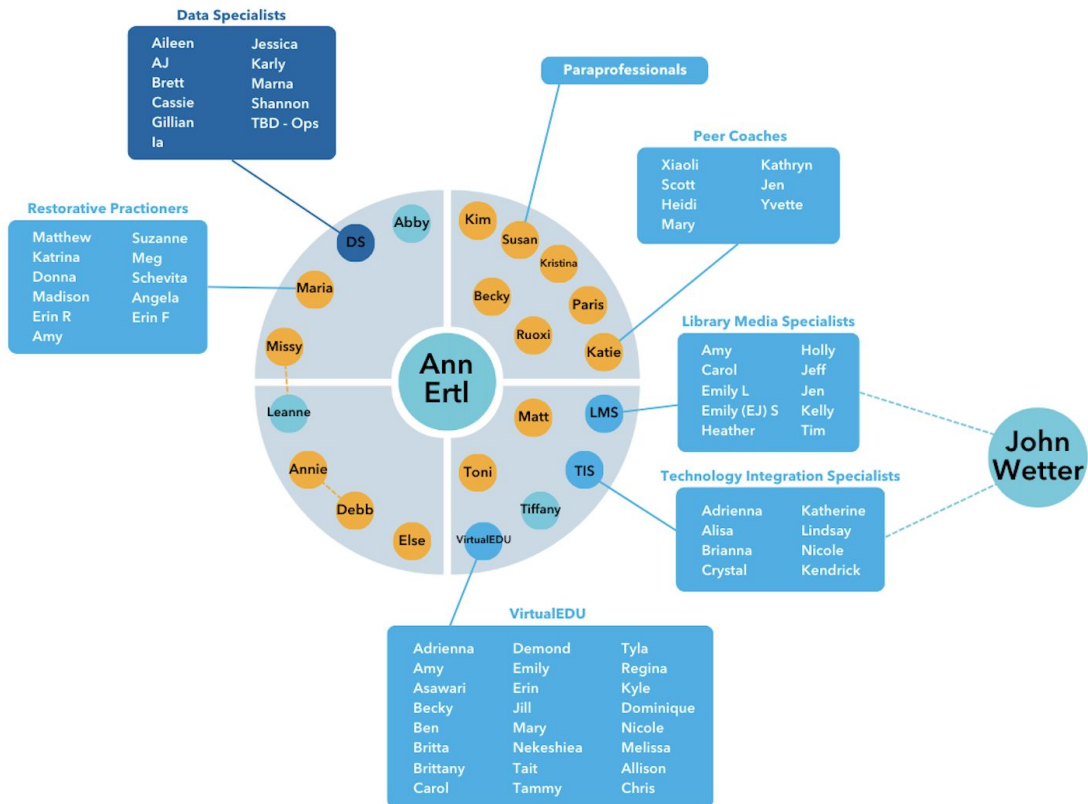 Data Specialists
Aileen
AJ
Brett
Cassie
Gillian
Ia
Jessica
Karly
Marna
Shannon
TBD - Ops
Paraprofessionals
Peer Coaches
Xiaoli
Scott
Heidi
Mary
Kathryn
Jen
Yvette
Restorative Practioners
Matthew
Katrina
Donna
Madison
Erin R
Amy
Suzanne
Meg
Schevita
Angela
Erin F
Abby
DS
Maria
Missy
Kim
Susan
Kristina
Becky
Paris
Ruoxi
Katie
Ann
Ertl
Leanne
Annie
Debb
Else
Matt
LMS
Toni
TIS
Tiffany
VirtualEDU
Library Media Specialists
Amy
Carol
Emily L
Emily (EJ) S
Heather
Holly
Jeff
Jen
Kelly
Tim
John
Wetter
Technology Integration Specialists
Adrienna
Alisa
Brianna
Crystal
Katherine
Lindsay
Nicole
Kendrick
VirtualEDU
Adrienna
Amy
Asawari
Becky
Ben
Britta
Brittany
Carol
Demond
Emily
Erin
Jill
Mary
Nekeshiea
Tait
Tammy
Tyla
Regina
Kyle
Dominique
Nicole
Melissa
Allison
Chris